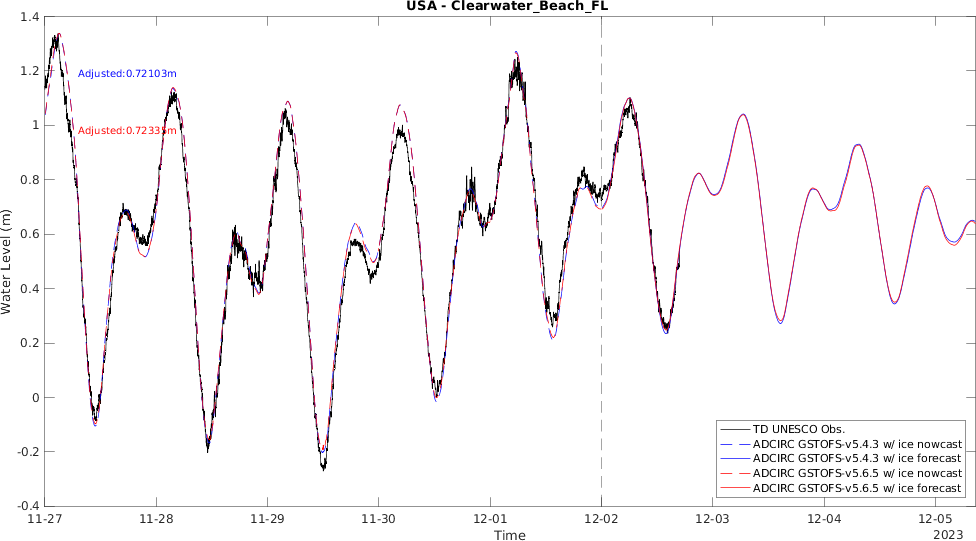 USA - Clearwater_Beach_FL
1.4
1.2
1
0.8
0.6
0.4
0.2
0
-0.2
-0.4
Water Level (m)
Adjusted:0.72103m
Adjusted:0.72335m
TD UNESCO Obs.
ADCIRC GSTOFS-v5.4.3 w/ ice nowcast
ADCIRC GSTOFS-v5.4.3 w/ ice forecast
ADCIRC GSTOFS-v5.6.5 w/ ice nowcast
ADCIRC GSTOFS-v5.6.5 w/ ice forecast
11-27 11-28 11-29 11-30 12-01 12-02 12-03 12-04 12-05
Time
2023